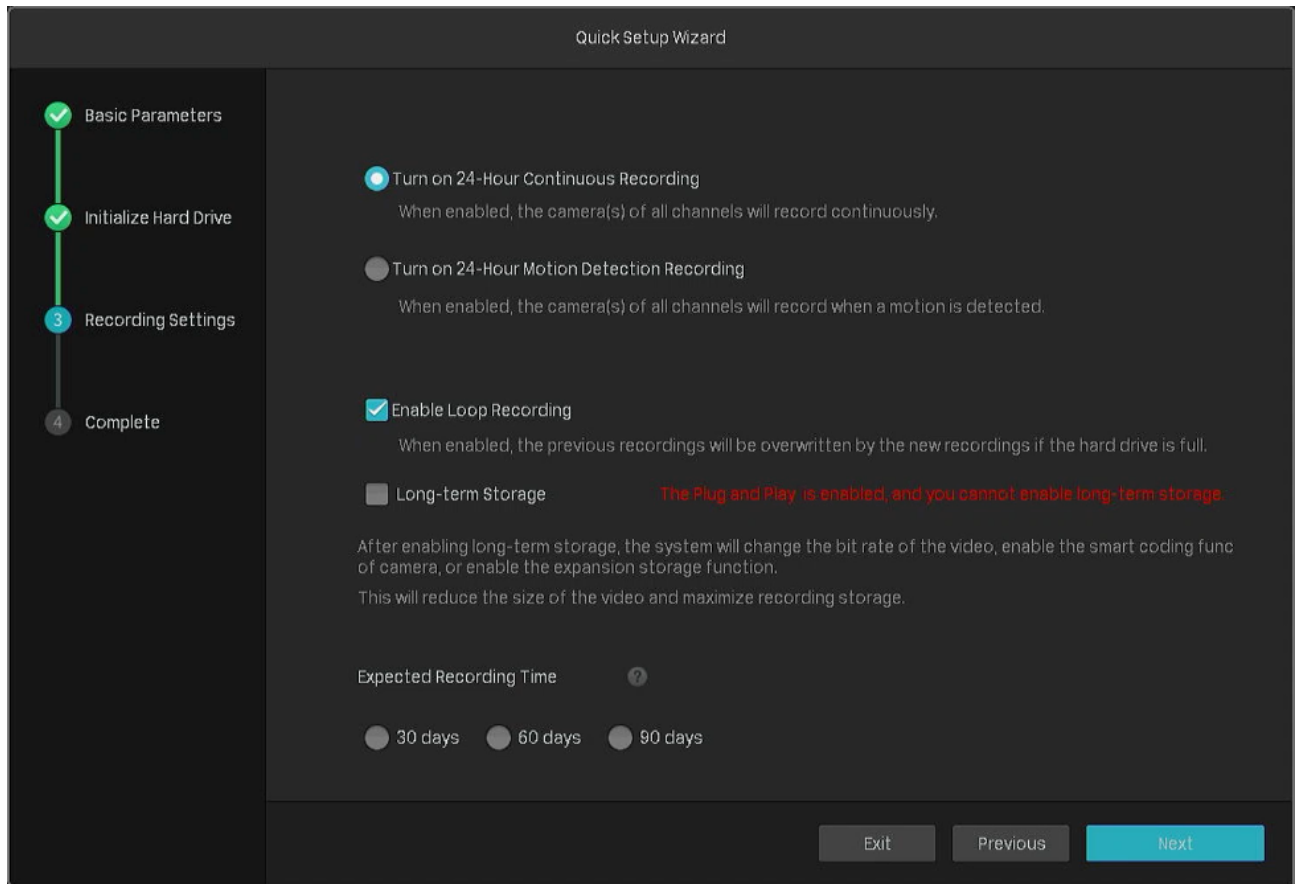 Quick Setup Wizard
Basic Parameters
Initialize Hard Drive
3 Recording Settings
4 Complete
Turn on 24-Hour Continuous Recording
When enabled, the camera(s) of all channels will record continuously.
Turn on 24-Hour Motion Detection Recording
When enabled, the camera(s) of all channels will record when a motion is detected.
Enable Loop Recording
When enabled, the previous recordings will be overwritten by the new recordings if the hard drive is full.
Long-term Storage The Plug and Play is enabled, and you cannot enable long-term storage.
After enabling long-term storage, the system will change the bit rate of the video, enable the smart coding func
of camera, or enable the expansion storage function.
This will reduce the size of the video and maximize recording storage.
Expected Recording Time ?
30 days 60 days 90 days
Exit Previous Next